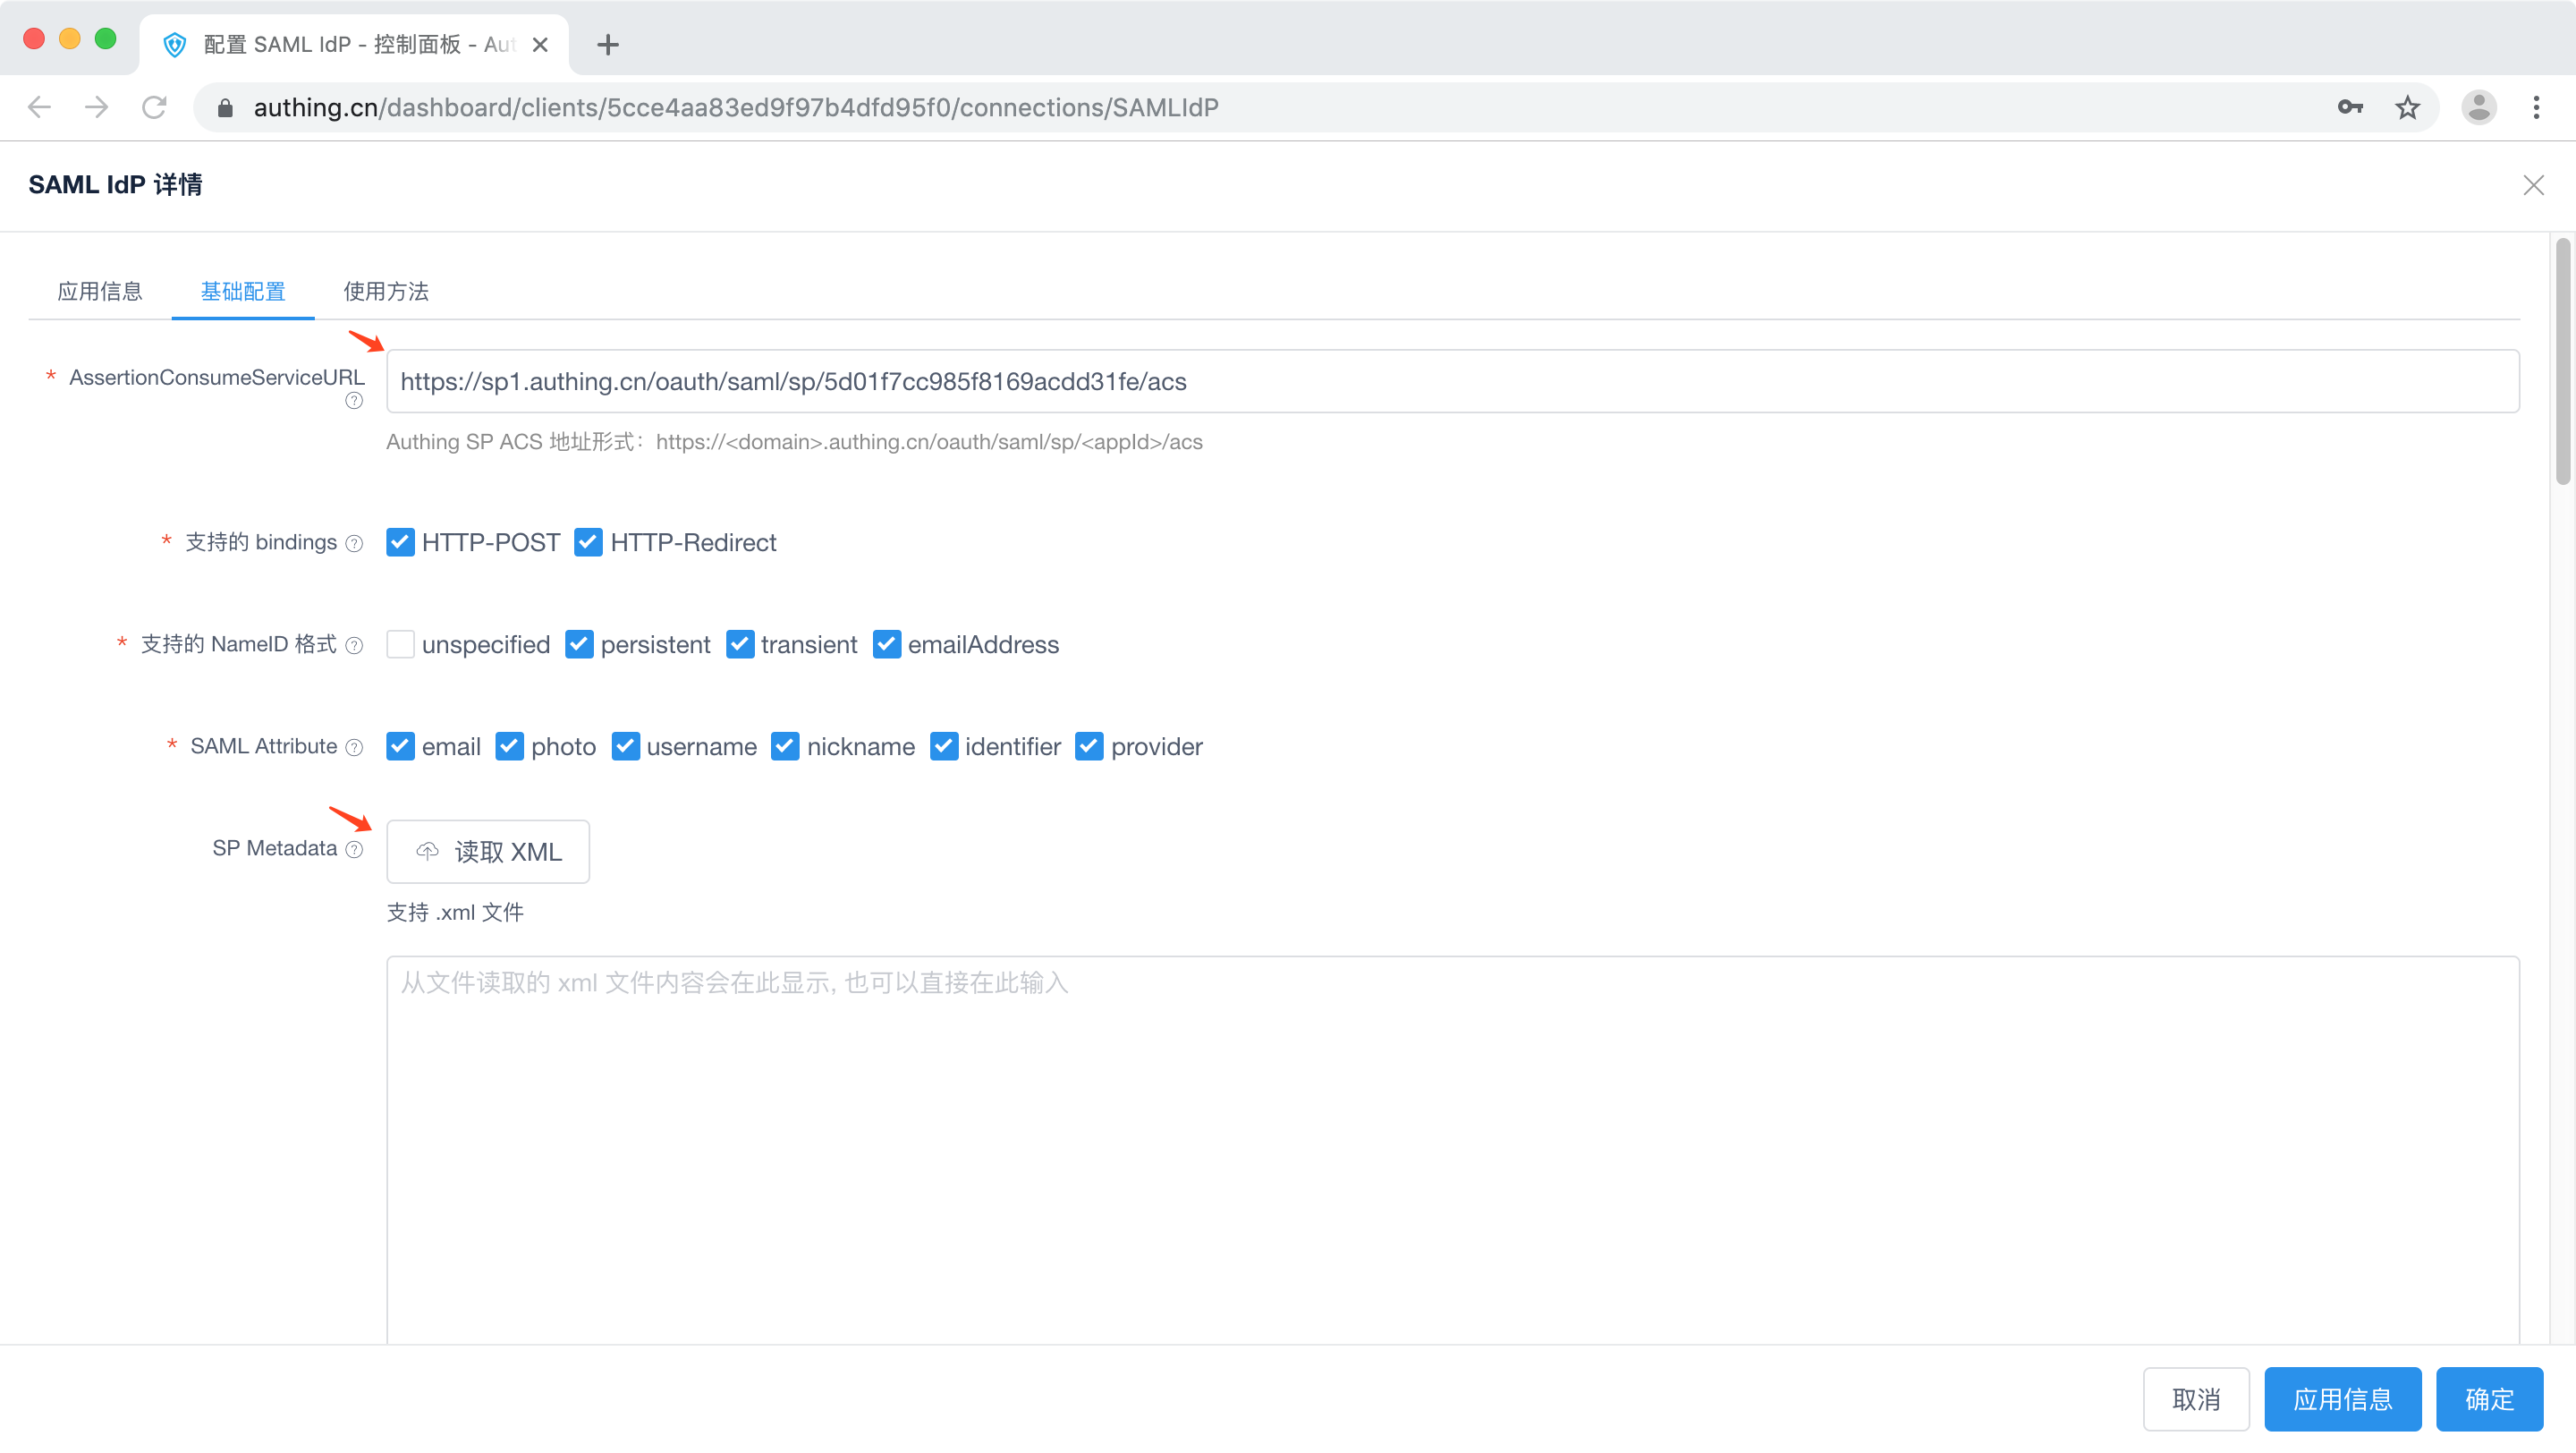 配置 SAML IdP - 控制面板 - Aut
authing.cn/dashboard/clients/5cce4aa83ed9f97b4dfd95f0/connections/SAMLIdP
SAML IdP 详情
应用信息 基础配置 使用方法
* AssertionConsumeServiceURL ?
https://sp1.authing.cn/oauth/saml/sp/5d01f7cc985f8169acdd31fe/acs
Authing SP ACS 地址形式：https://<domain>.authing.cn/oauth/saml/sp/<appId>/acs
* 支持的 bindings ? HTTP-POST HTTP-Redirect
* 支持的 NameID 格式 ? unspecified persistent transient emailAddress
* SAML Attribute ? email photo username nickname identifier provider
SP Metadata ? 读取 XML
支持 .xml 文件
从文件读取的 xml 文件内容会在此显示, 也可以直接在此输入
取消 应用信息 确定